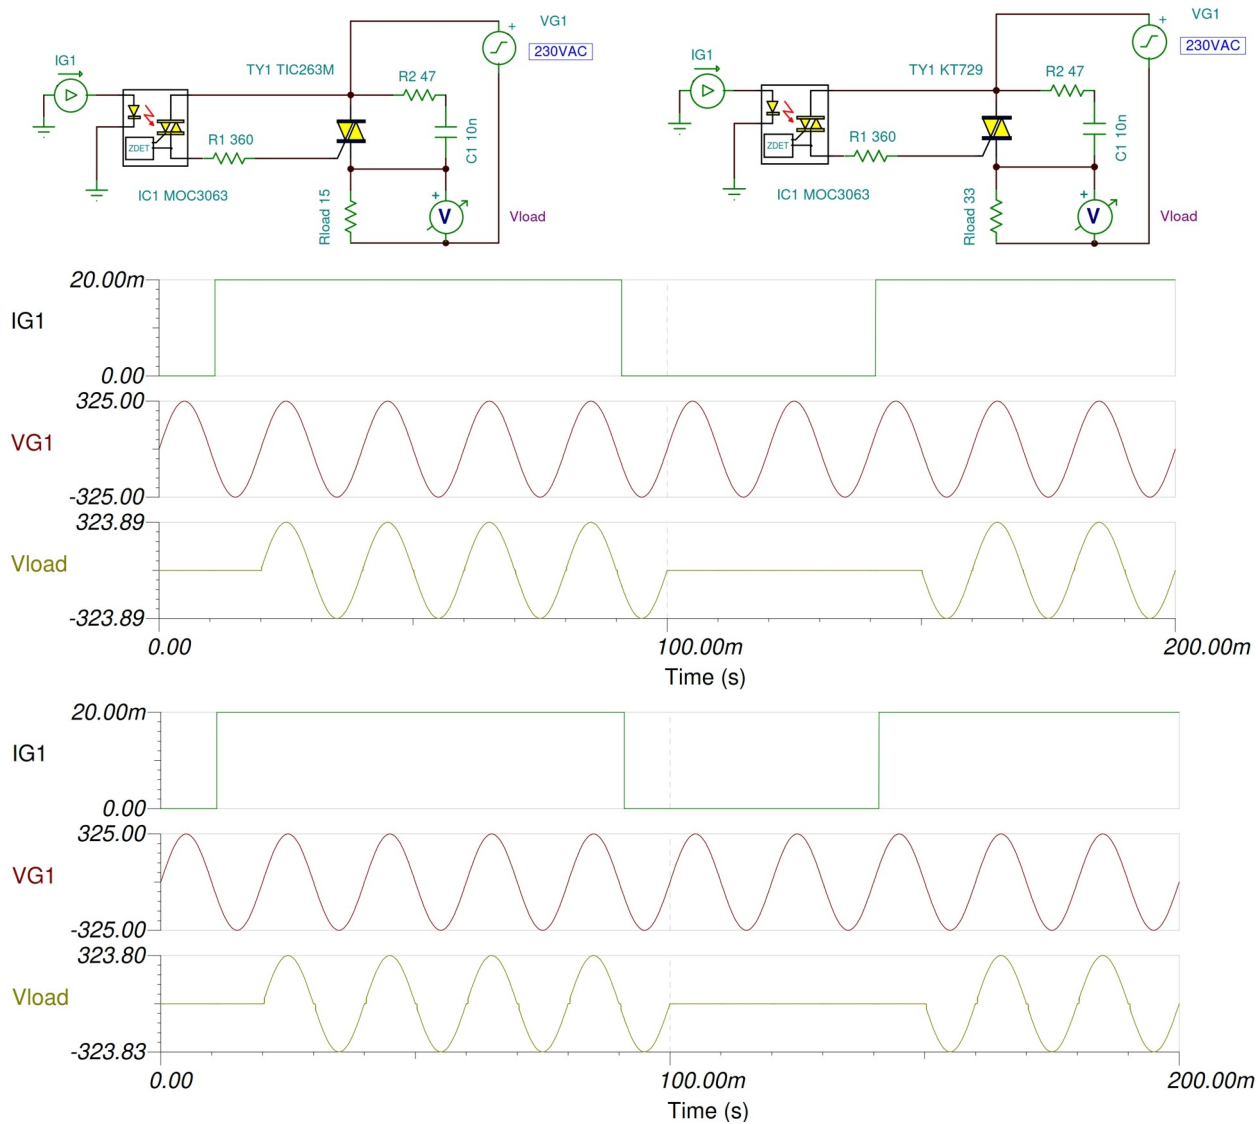 VG1
+
230VAC
IG1
TY1 TIC263M
R2 47
C1 10n
ZDET
R1 360
IC1 MOC3063
Rload 15
+
V
Vload
VG1
+
230VAC
IG1
TY1 KT729
R2 47
C1 10n
ZDET
R1 360
IC1 MOC3063
Rload 33
+
V
Vload
20.00m
IG1
0.00
325.00
VG1
-325.00
323.89
Vload
-323.89
0.00 100.00m 200.00m
Time (s)
20.00m
IG1
0.00
325.00
VG1
-325.00
323.80
Vload
-323.83
0.00 100.00m 200.00m
Time (s)